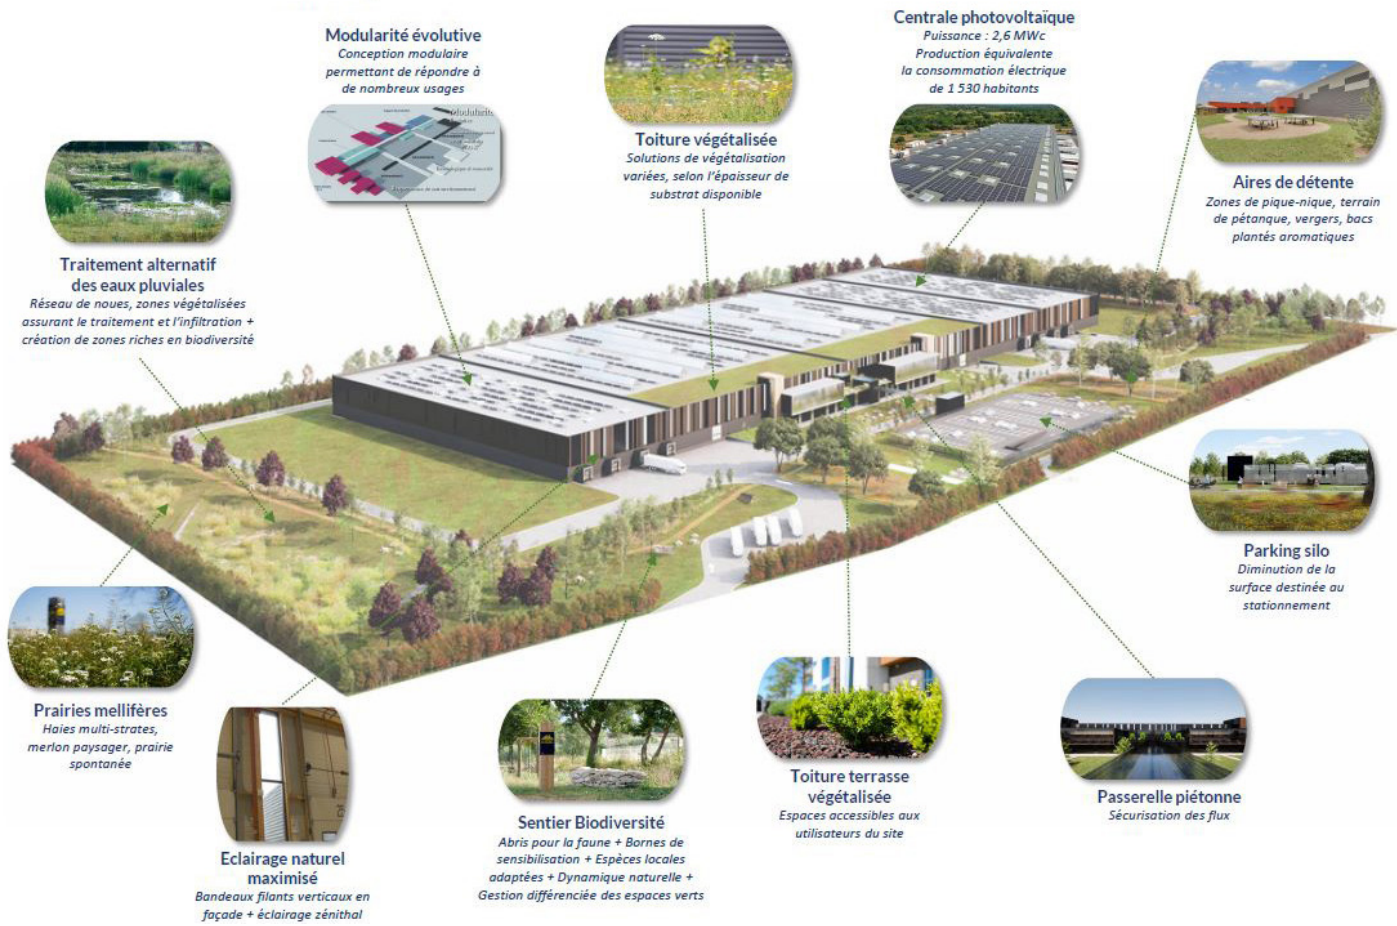 Modularité évolutive
Conception modulaire
permettant de répondre à
de nombreux usages
Toiture végétalisée
Solutions de végétalisation
variées, selon l'épaisseur de
substrat disponible
Centrale photovoltaïque
Puissance : 2,6 MWc
Production équivalente
la consommation électrique
de 1 530 habitants
Aires de détente
Zones de pique-nique, terrain
de pétanque, vergers, bacs
plantés aromatiques
Traitement alternatif
des eaux pluviales
Réseau de noues, zones végétalisées
assurant le traitement et l'infiltration +
création de zones riches en biodiversité
Parking silo
Diminution de la
surface destinée au
stationnement
Prairies mellifères
Haies multi-strates,
merlon paysager, prairie
spontanée
Eclairage naturel
maximisé
Bandeaux filants verticaux en
façade + éclairage zénithal
Sentier Biodiversité
Abris pour la faune + Bornes de
sensibilisation + Espèces locales
adaptées + Dynamique naturelle +
Gestion différenciée des espaces verts
Toiture terrasse
végétalisée
Espaces accessibles aux
utilisateurs du site
Passerelle piétonne
Sécurisation des flux